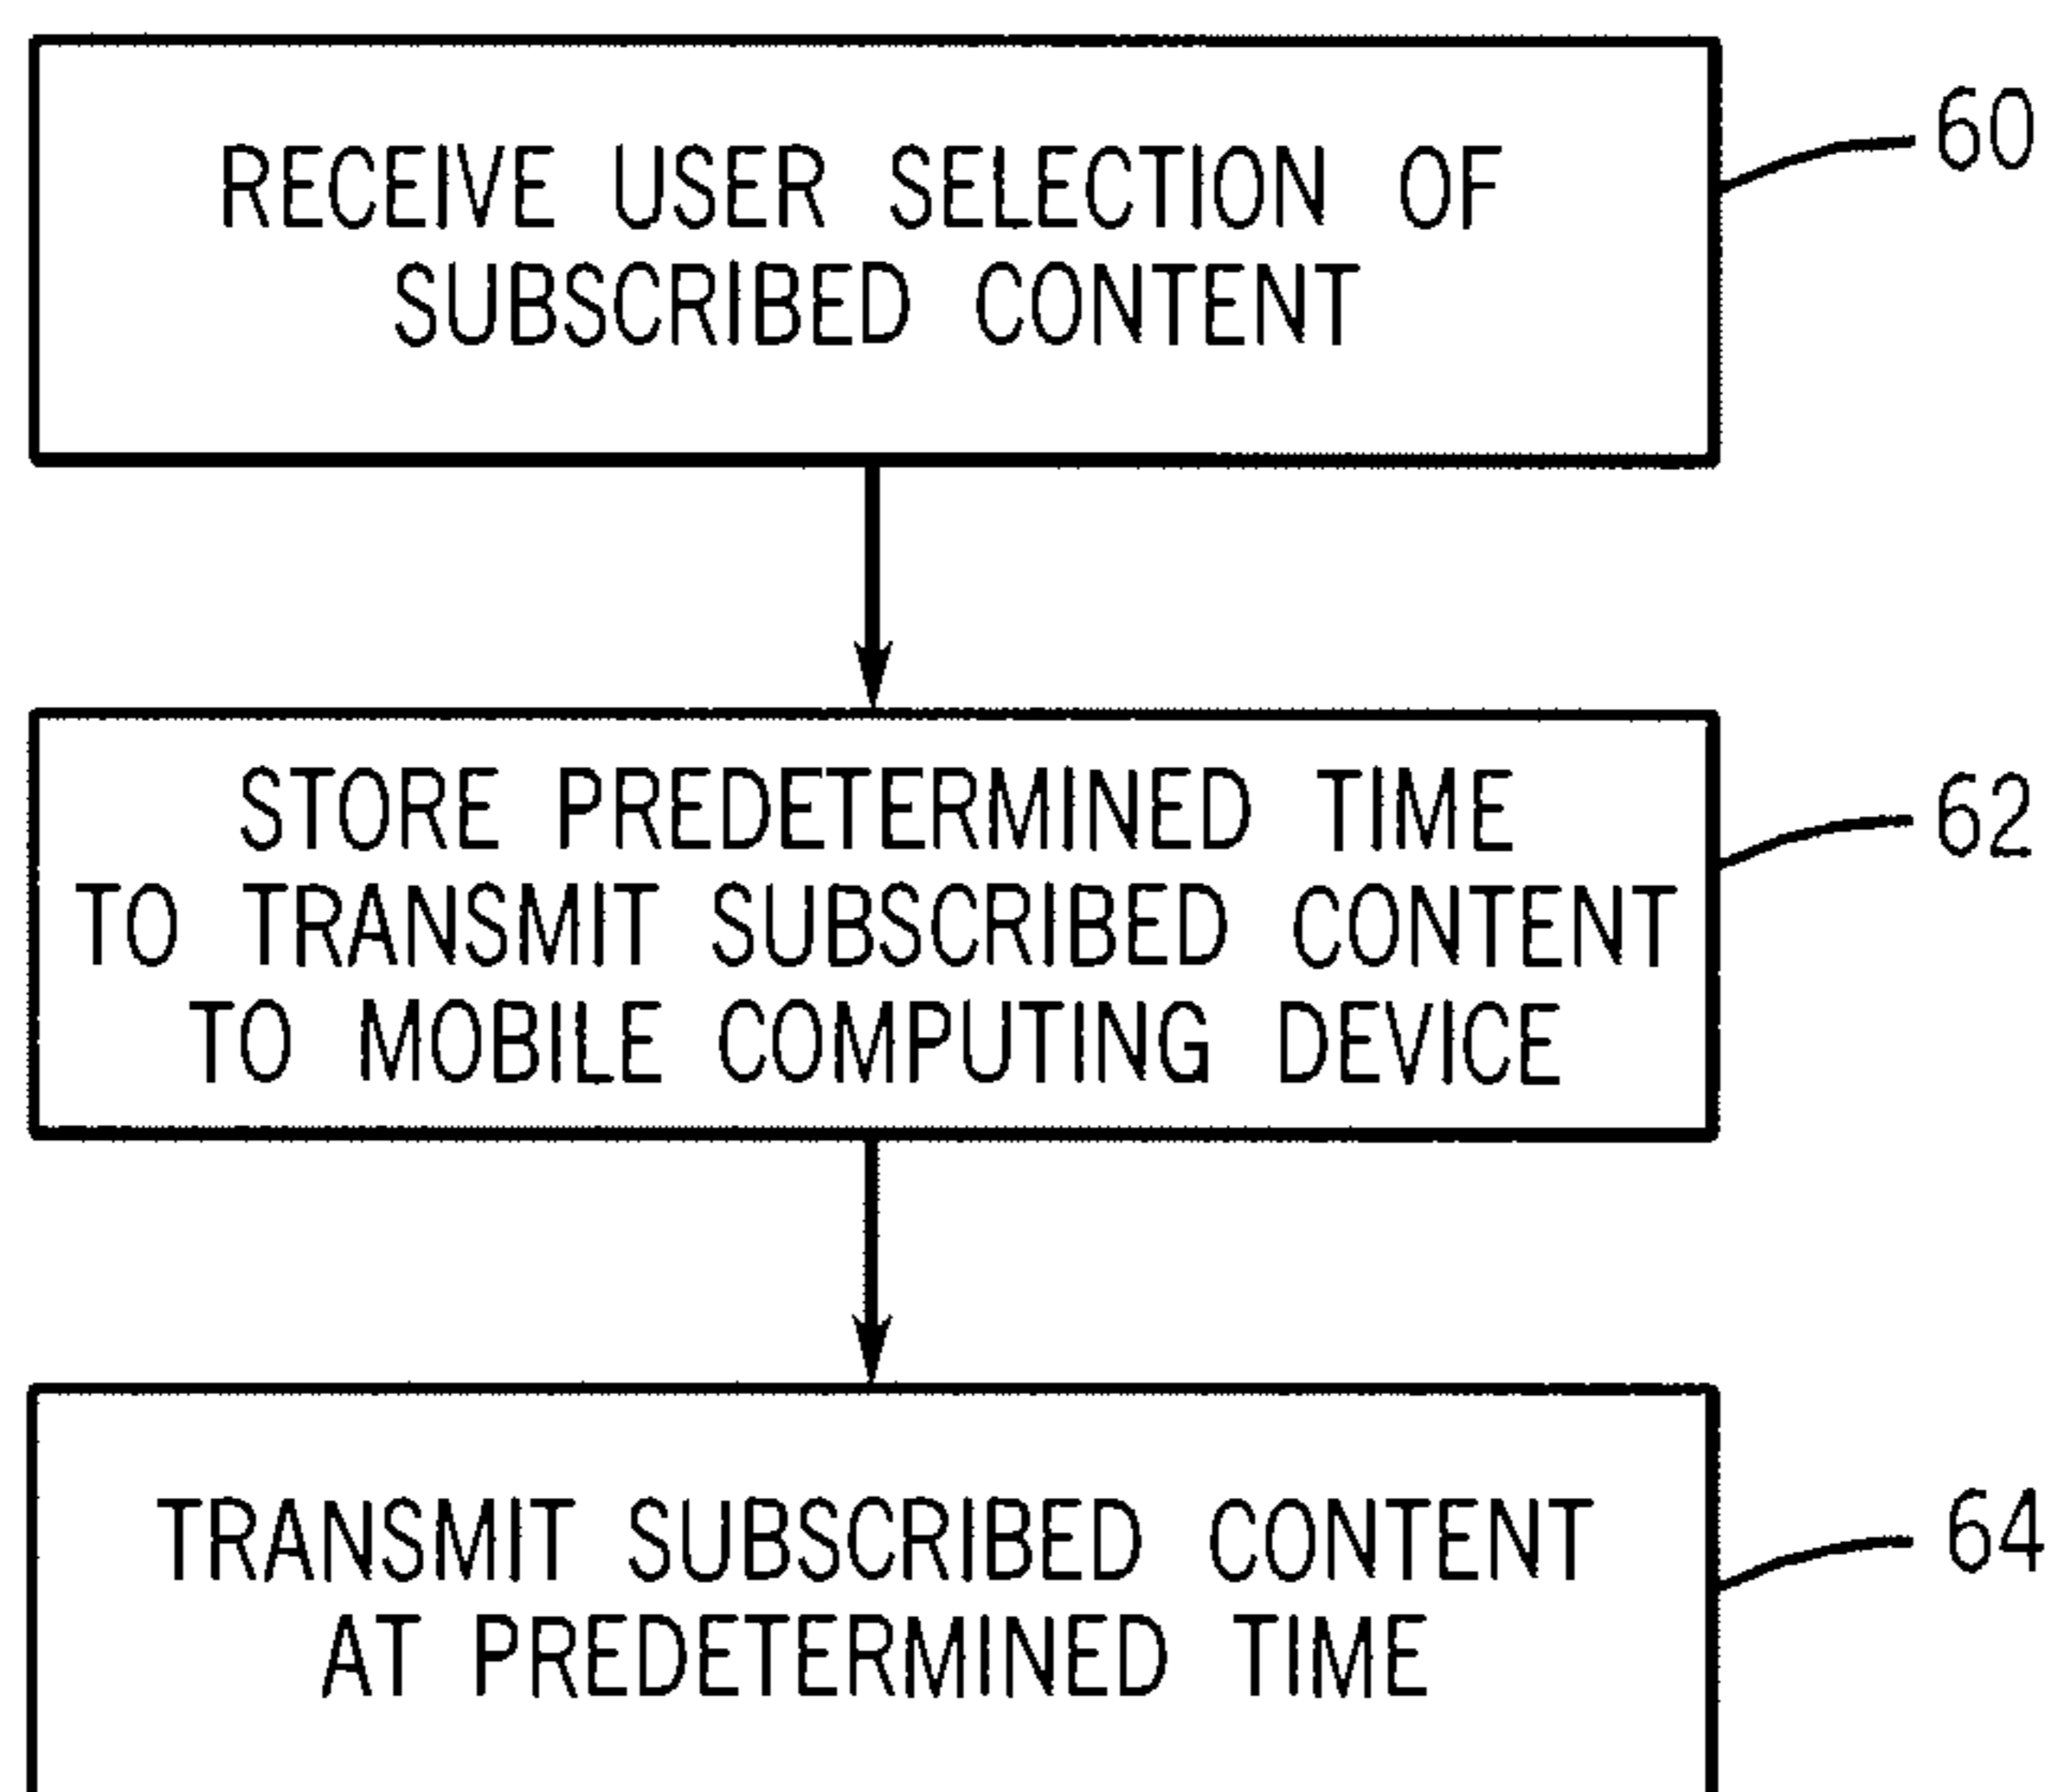 RECEIVE USER SELECTION OF
SUBSCRIBED CONTENT
60
STORE PREDETERMINED TIME
TO TRANSMIT SUBSCRIBED CONTENT
TO MOBILE COMPUTING DEVICE
62
TRANSMIT SUBSCRIBED CONTENT
AT PREDETERMINED TIME
64